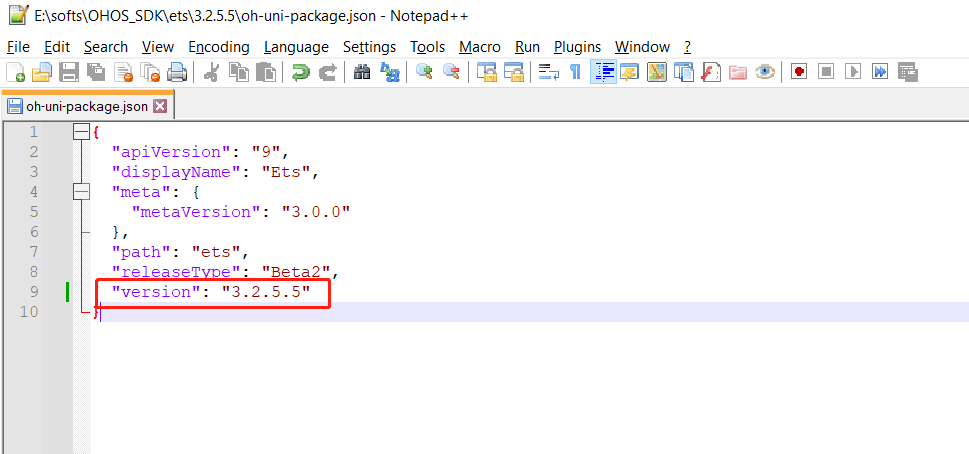 E:\softs\OHOS_SDK\ets\3.2.5.5\oh-uni-package.json - Notepad++
File Edit Search View Encoding Language Settings Tools Macro Run Plugins Window ?
oh-uni-package.json
1 {
2 "apiVersion": "9",
3 "displayName": "Ets",
4 "meta": {
5 "metaVersion": "3.0.0"
6 },
7 "path": "ets",
8 "releaseType": "Beta2",
9 "version": "3.2.5.5"
10 }